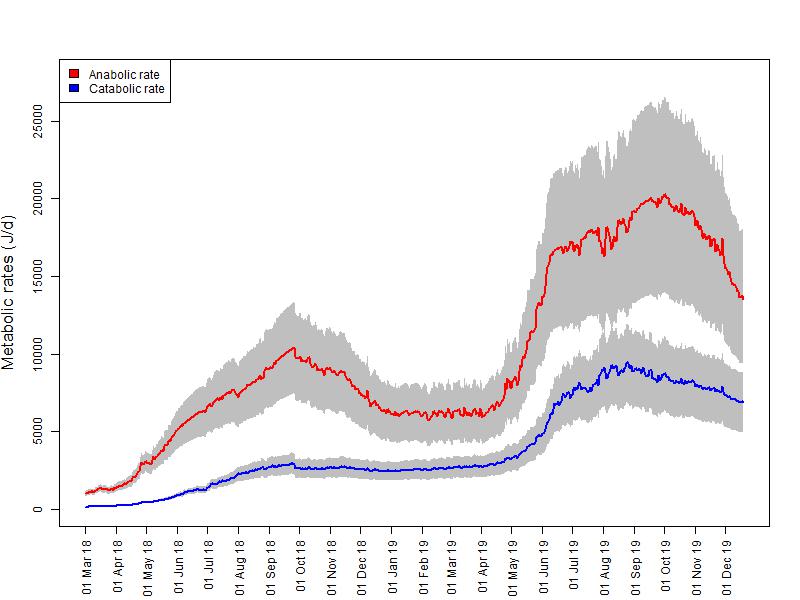 Anabolic rate
Catabolic rate
Metabolic rates (J/d)
25000
20000
15000
10000
5000
0
01 Mar 18
01 Apr 18
01 May 18
01 Jun 18
01 Jul 18
01 Aug 18
01 Sep 18
01 Oct 18
01 Nov 18
01 Dec 18
01 Jan 19
01 Feb 19
01 Mar 19
01 Apr 19
01 May 19
01 Jun 19
01 Jul 19
01 Aug 19
01 Sep 19
01 Oct 19
01 Nov 19
01 Dec 19